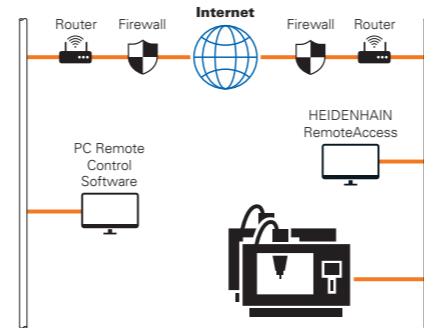 Internet
Router
Firewall
Firewall
Router
HEIDENHAIN
RemoteAccess
PC Remote
Control
Software